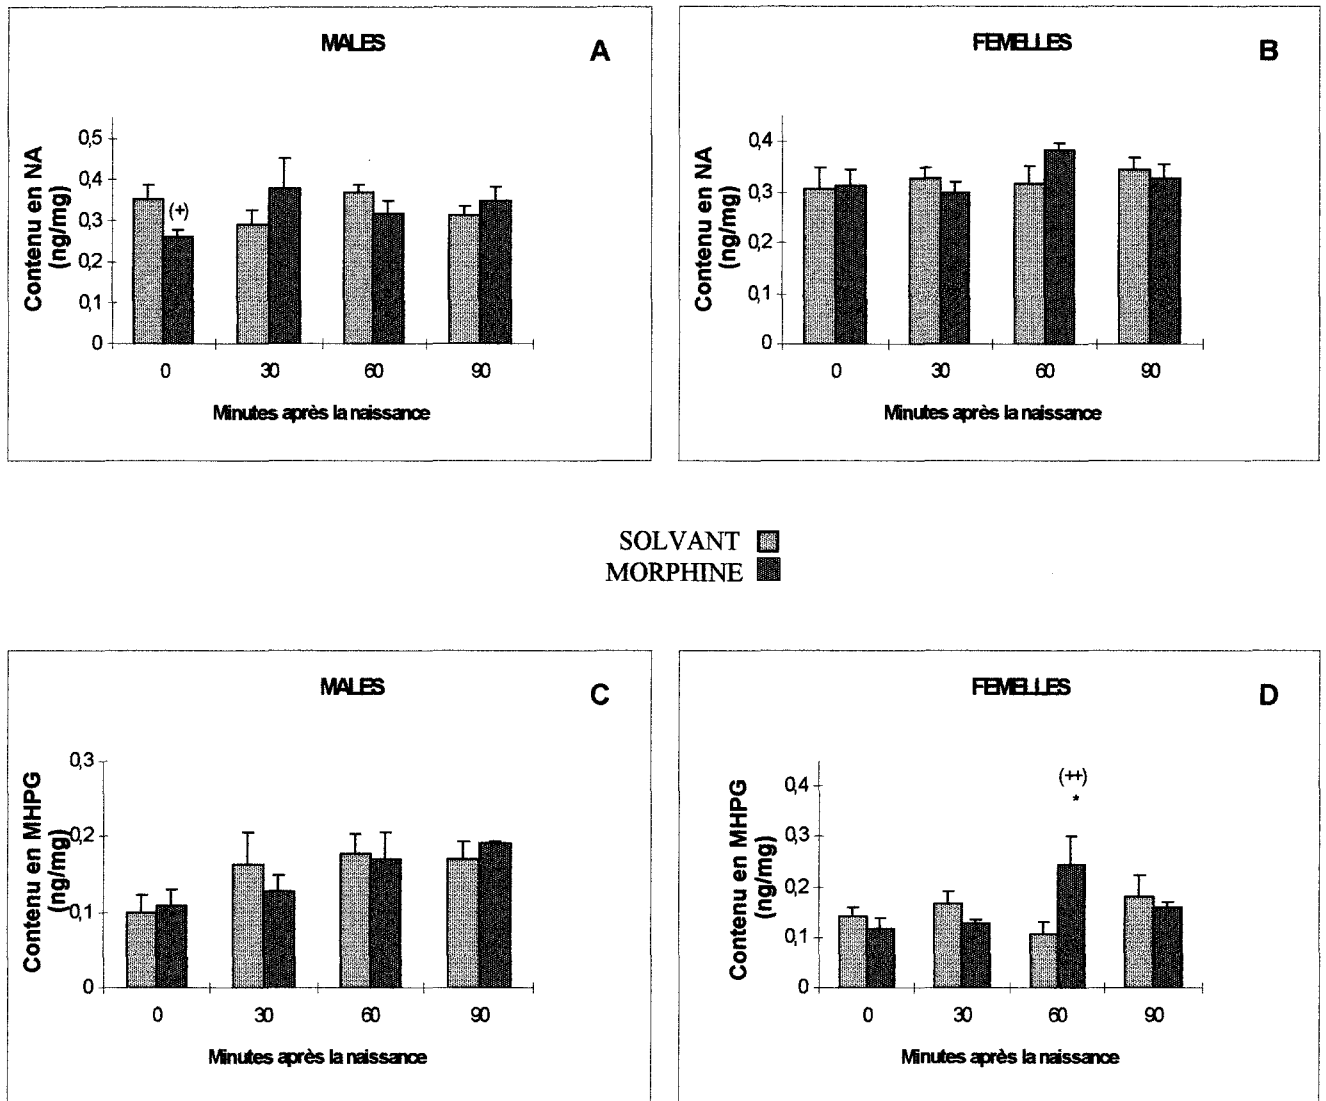 MALES
A
Contenu en NA
(ng/mg)
0,5
0,4
0,3
0,2
0,1
0
(+)
0 30 60 90
Minutes après la naissance
FEMELLES
B
Contenu en NA
(ng/mg)
0,4
0,3
0,2
0,1
0
0 30 60 90
Minutes après la naissance
SOLVANT
MORPHINE
MALES
C
Contenu en MHPG
(ng/mg)
0,3
0,2
0,1
0
0 30 60 90
Minutes après la naissance
FEMELLES
D
Contenu en MHPG
(ng/mg)
0,4
0,3
0,2
0,1
0
(++)
*
0 30 60 90
Minutes après la naissance